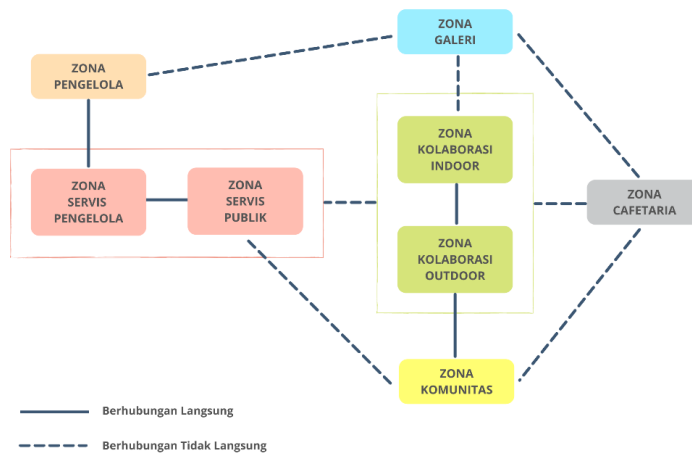 ZONA
GALERI
ZONA
PENGELOLA
ZONA
KOLABORASI
INDOOR
ZONA
SERVIS
PENGELOLA
ZONA
SERVIS
PUBLIK
ZONA
CAFETARIA
ZONA
KOLABORASI
OUTDOOR
ZONA
KOMUNITAS
Berhubungan Langsung
Berhubungan Tidak Langsung